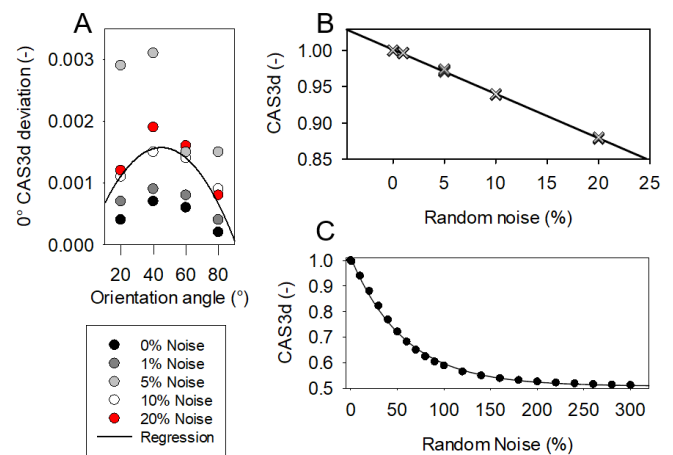 A
0° CAS3d deviation (-)
0.003
0.002
0.001
0.000
20 40 60 80
Orientation angle (°)
0% Noise
1% Noise
5% Noise
10% Noise
20% Noise
Regression
B
CAS3d (-)
1.00
0.95
0.90
0.85
0 5 10 15 20 25
Random noise (%)
C
CAS3d (-)
1.0
0.9
0.8
0.7
0.6
0.5
0 50 100 150 200 250 300
Random Noise (%)